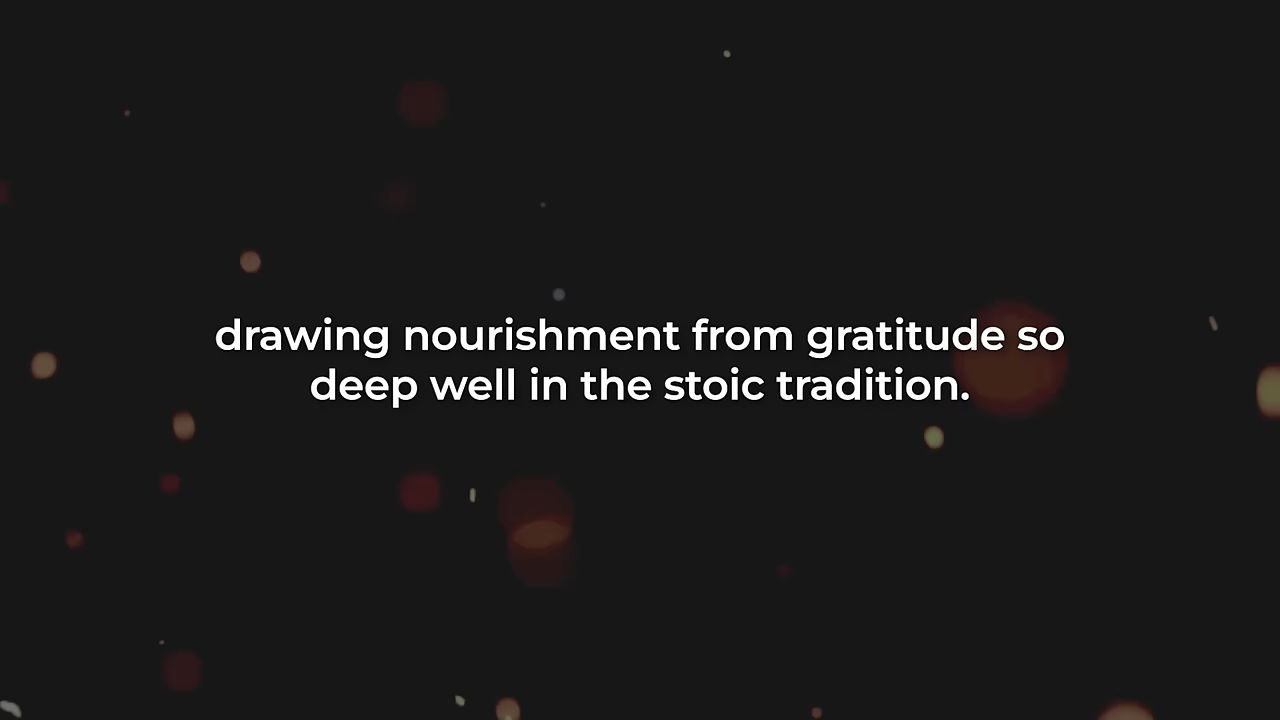 drawing nourishment from gratitude so
deep well in the stoic tradition.